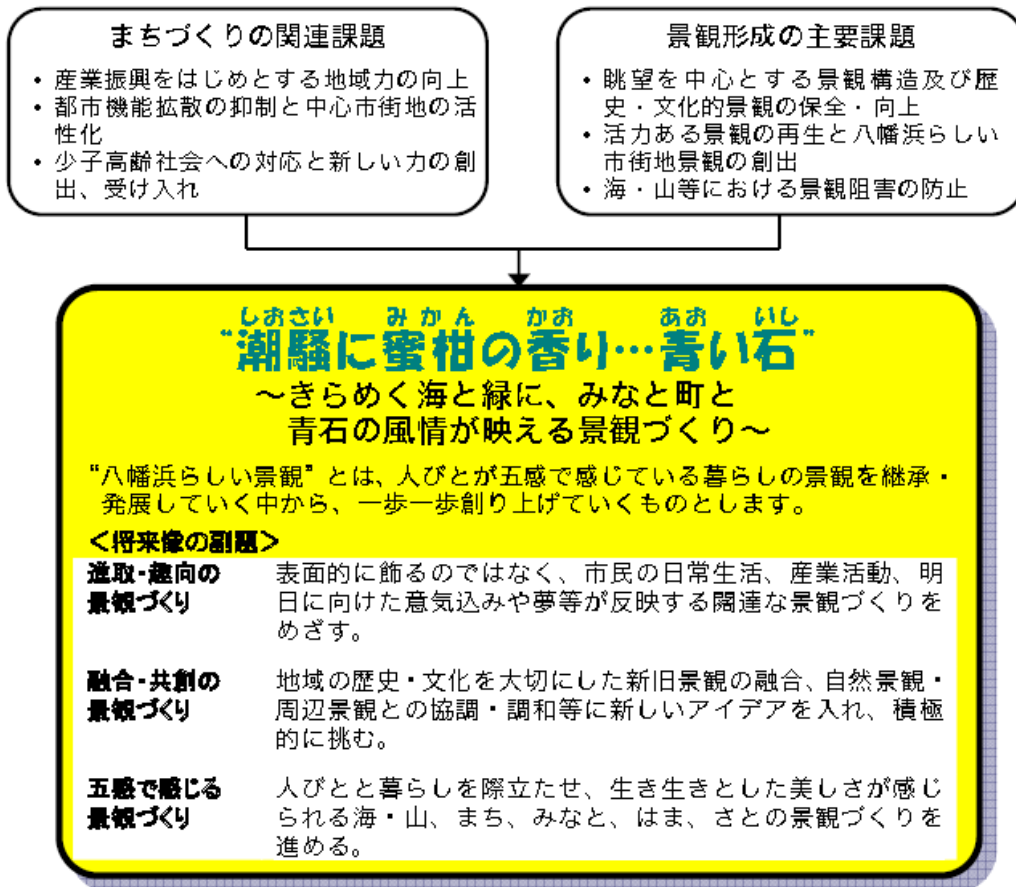 まちづくりの関連課題
• 産業振興をはじめとする地域力の向上
• 都市機能拡散の抑制と中心市街地の活
性化
• 少子高齢社会への対応と新しい力の創
出、受け入れ
景観形成の主要課題
• 眺望を中心とする景観構造及び歴
史・文化的景観の保全・向上
• 活力ある景観の再生と八幡浜らしい
市街地景観の創出
• 海・山等における景観阻害の防止
しおさい みかん かお あお いし
“潮騒に蜜柑の香り…青い石”
～きらめく海と緑に、みなと町と
青石の風情が映える景観づくり～
“八幡浜らしい景観”とは、人びとが五感で感じている暮らしの景観を継承・
発展していく中から、一歩一歩創り上げていくものとします。
＜将来像の副題＞
進取・趣向の
景観づくり
表面的に飾るのではなく、市民の日常生活、産業活動、明
日に向けた意気込みや夢等が反映する闊達な景観づくりを
めざす。
融合・共創の
景観づくり
地域の歴史・文化を大切にした新旧景観の融合、自然景観・
周辺景観との協調・調和等に新しいアイデアを入れ、積極
的に挑む。
五感で感じる
景観づくり
人びとと暮らしを際立たせ、生き生きとした美しさが感じ
られる海・山、まち、みなと、はま、さとの景観づくりを
進める。